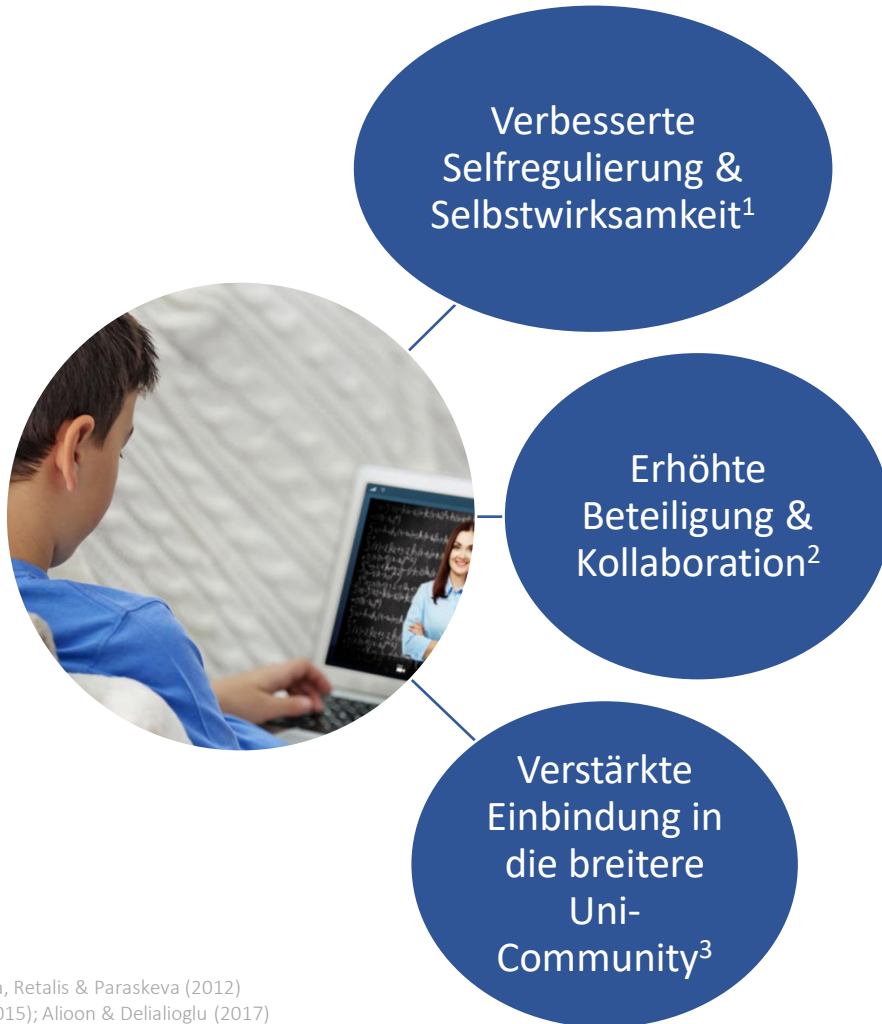 Verbesserte
Selfregulierung &
Selbstwirksamkeit¹
Erhöhte
Beteiligung &
Kollaboration²
Verstärkte
Einbindung in
die breitere
Uni-
Community³
, Retalis & Paraskeva (2012)
015); Alioon & Delialioglu (2017)